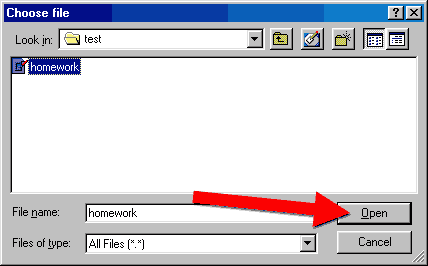 Choose file
Look in: test
homework
File name: homework Open
Files of type: All Files (*.*) Cancel